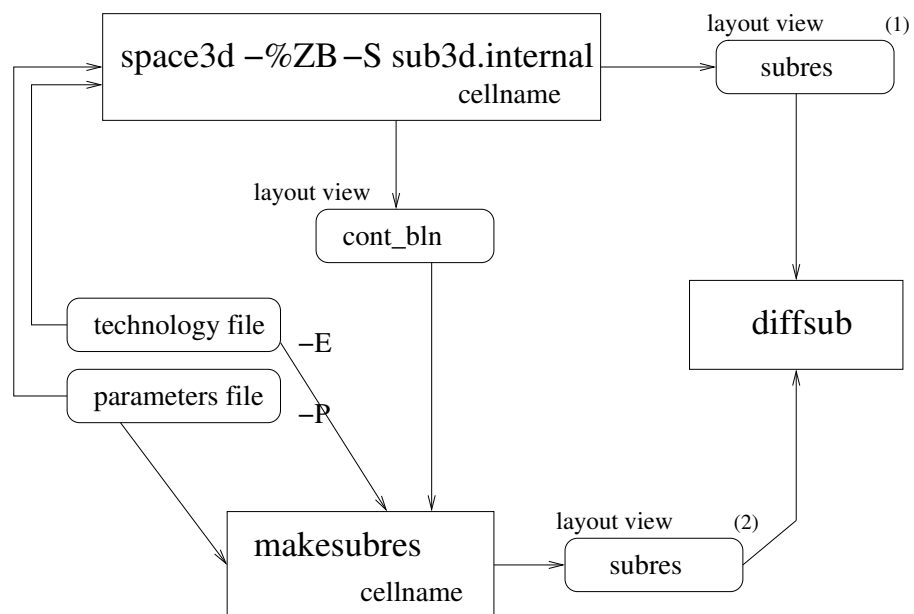 layout view (1)
space3d –%ZB –S sub3d.internal
cellname
subres
layout view
cont_bln
technology file
–E
diffsub
parameters file
–P
layout view (2)
makesubres
cellname
subres